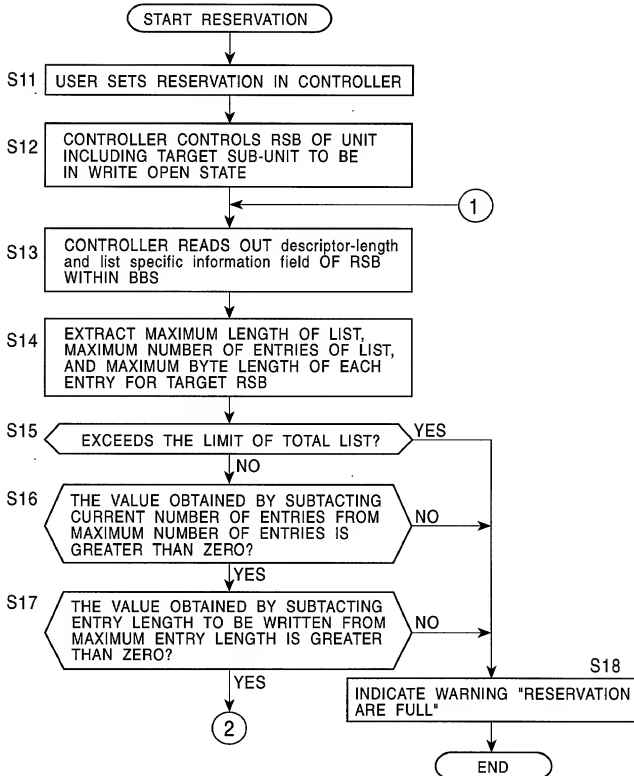 START RESERVATION
S11
USER SETS RESERVATION IN CONTROLLER
S12
CONTROLLER CONTROLS RSB OF UNIT
INCLUDING TARGET SUB-UNIT TO BE
IN WRITE OPEN STATE
1
S13
CONTROLLER READS OUT descriptor-length
and list specific information field OF RSB
WITHIN BBS
S14
EXTRACT MAXIMUM LENGTH OF LIST,
MAXIMUM NUMBER OF ENTRIES OF LIST,
AND MAXIMUM BYTE LENGTH OF EACH
ENTRY FOR TARGET RSB
S15
EXCEEDS THE LIMIT OF TOTAL LIST?
YES
NO
S16
THE VALUE OBTAINED BY SUBTACTING
CURRENT NUMBER OF ENTRIES FROM
MAXIMUM NUMBER OF ENTRIES IS
GREATER THAN ZERO?
NO
YES
S17
THE VALUE OBTAINED BY SUBTACTING
ENTRY LENGTH TO BE WRITTEN FROM
MAXIMUM ENTRY LENGTH IS GREATER
THAN ZERO?
NO
YES
2
S18
INDICATE WARNING "RESERVATION
ARE FULL"
END